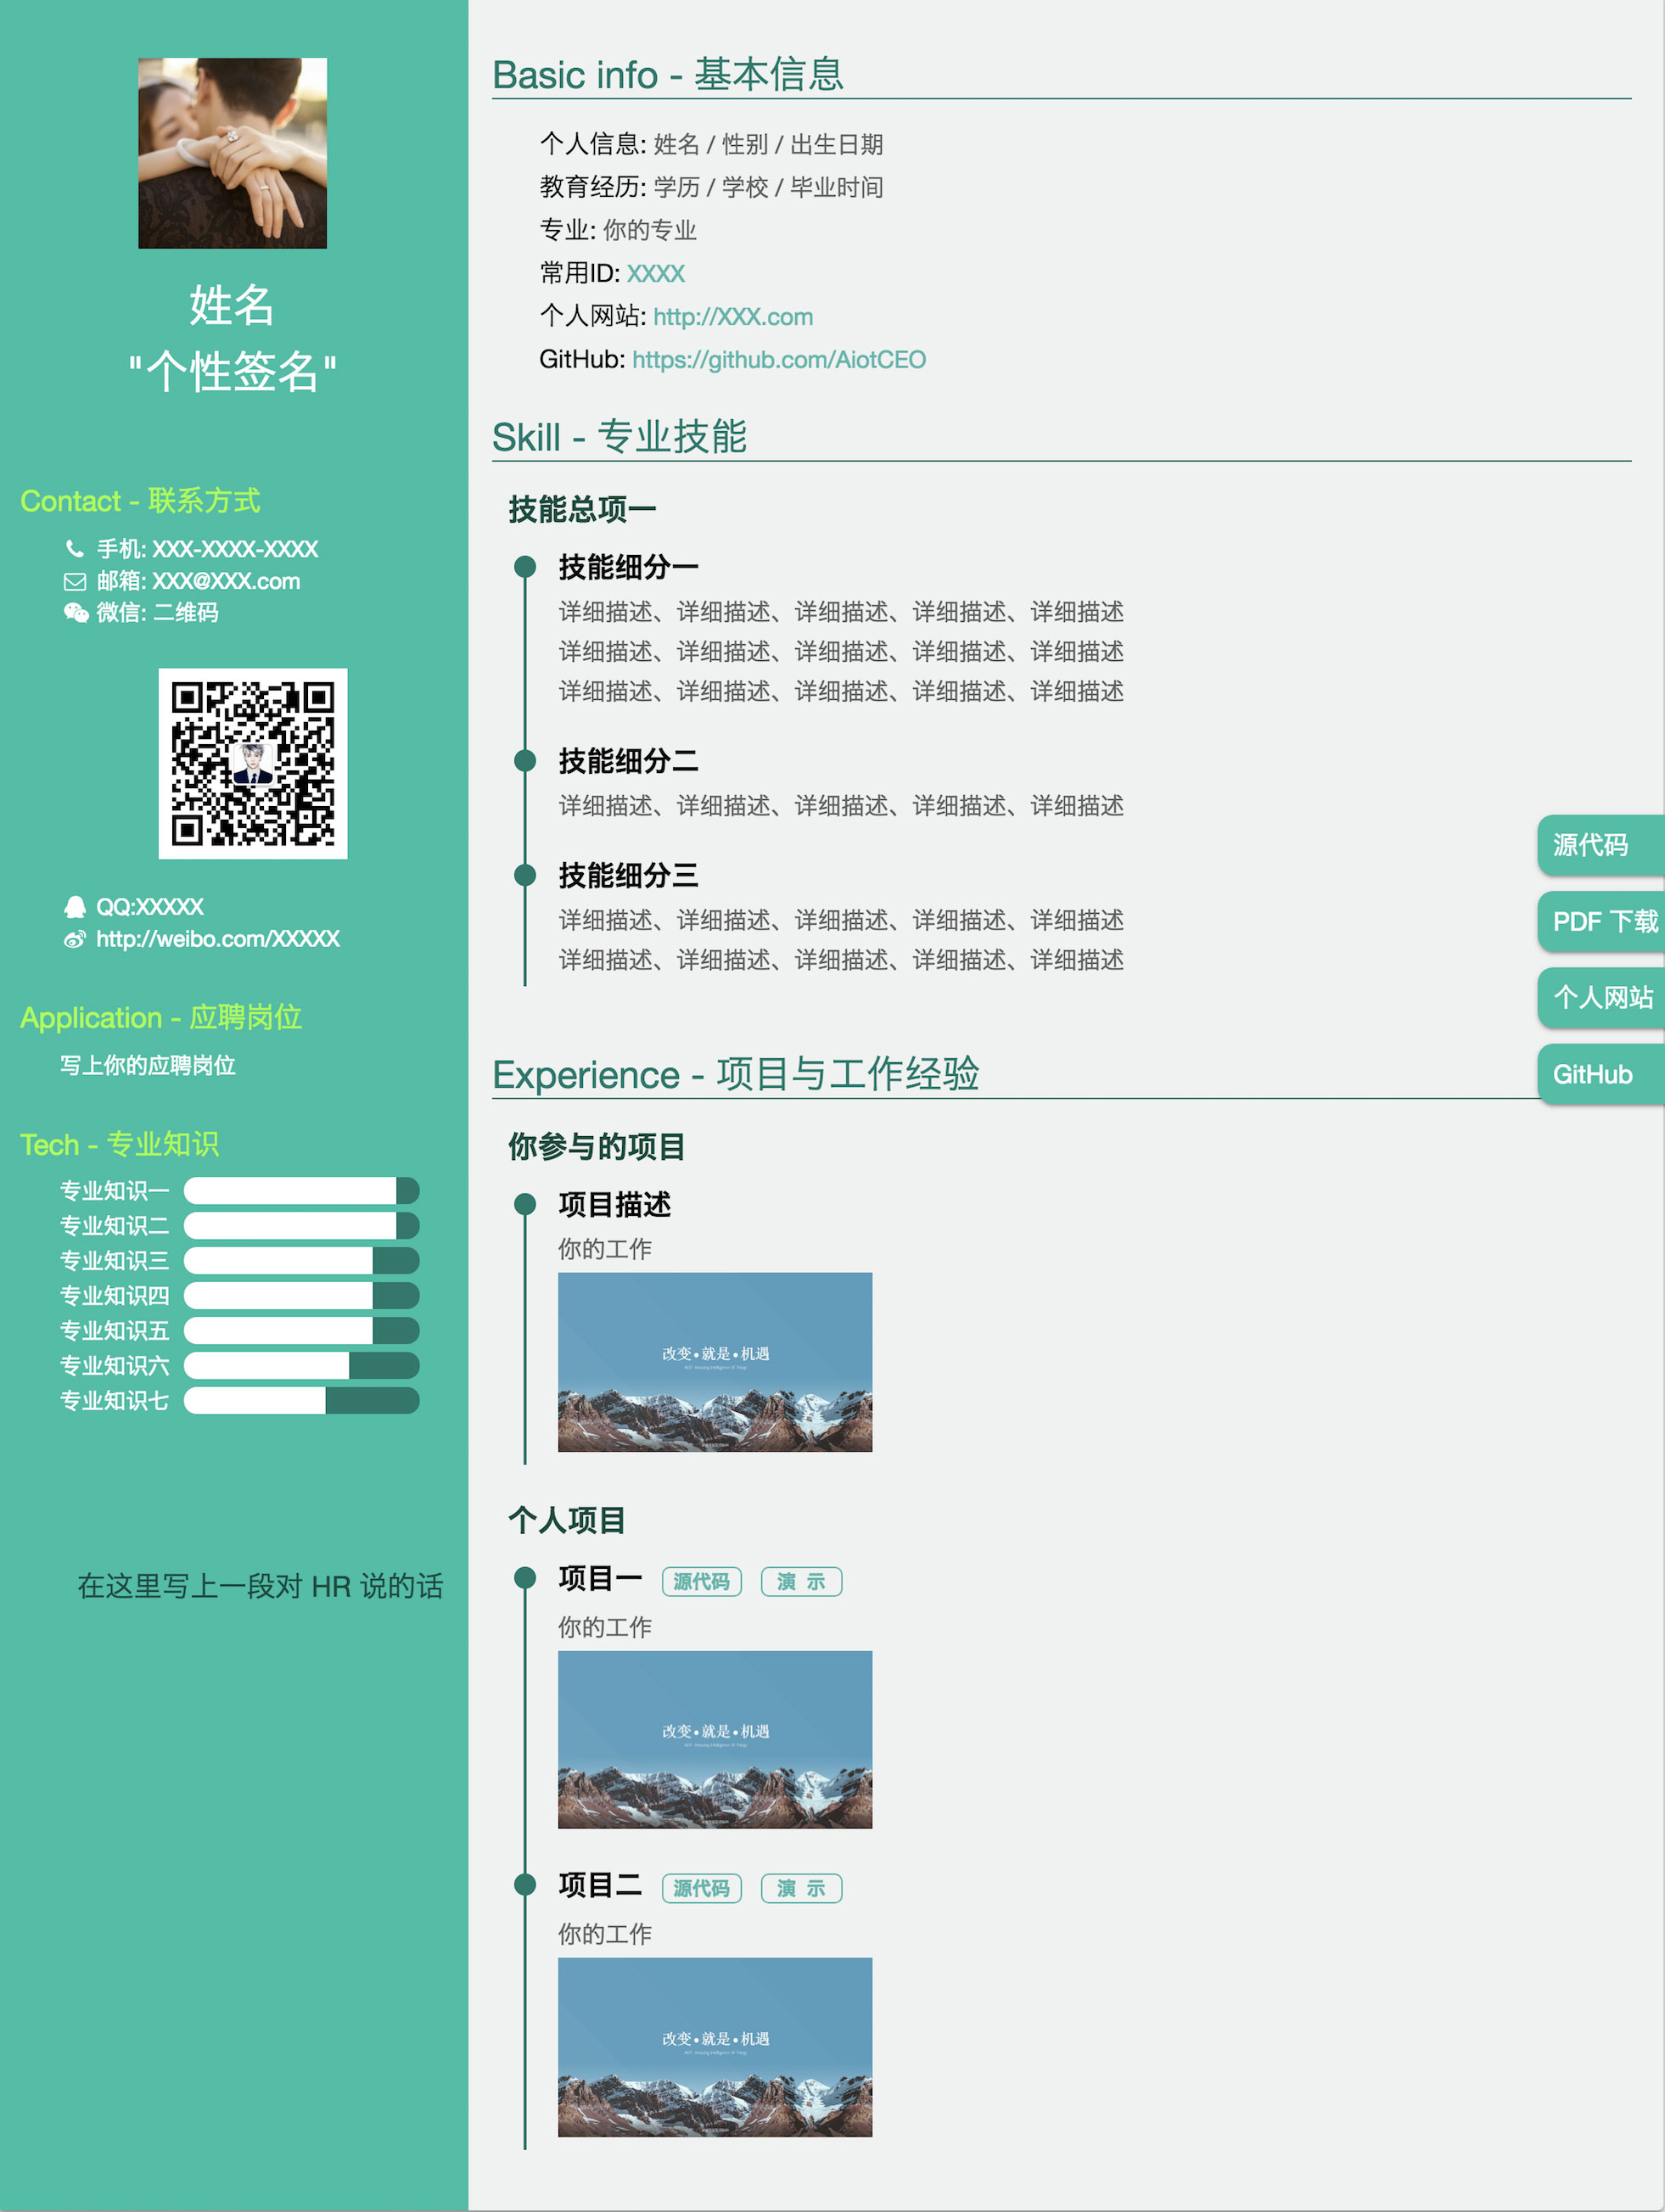 姓名
"个性签名"
Contact - 联系方式
手机: XXX-XXXX-XXXX
邮箱: XXX@XXX.com
微信: 二维码
QQ:XXXXX
http://weibo.com/XXXXX
Application - 应聘岗位
写上你的应聘岗位
Tech - 专业知识
专业知识一
专业知识二
专业知识三
专业知识四
专业知识五
专业知识六
专业知识七
在这里写上一段对 HR 说的话
Basic info - 基本信息
个人信息: 姓名 / 性别 / 出生日期
教育经历: 学历 / 学校 / 毕业时间
专业: 你的专业
常用ID: XXXX
个人网站: http://XXX.com
GitHub: https://github.com/AiotCEO
Skill - 专业技能
技能总项一
技能细分一
详细描述、详细描述、详细描述、详细描述、详细描述
详细描述、详细描述、详细描述、详细描述、详细描述
详细描述、详细描述、详细描述、详细描述、详细描述
技能细分二
详细描述、详细描述、详细描述、详细描述、详细描述
技能细分三
详细描述、详细描述、详细描述、详细描述、详细描述
详细描述、详细描述、详细描述、详细描述、详细描述
Experience - 项目与工作经验
你参与的项目
项目描述
你的工作
改变•就是•机遇
个人项目
项目一 源代码 演 示
你的工作
改变•就是•机遇
项目二 源代码 演 示
你的工作
改变•就是•机遇
源代码
PDF 下载
个人网站
GitHub